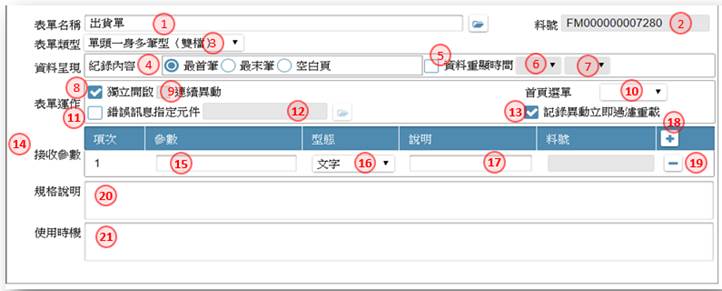 表單名稱 出貨單 1 料號 FM000000007280 2
表單類型 單頭一身多筆型(雙檔) 3
資料呈現 紀錄內容 4 最首筆 最末筆 空白頁 5 資料重顯時間 6 7
8 獨立開啟 9 連續異動 首頁選單 10
表單運作
11 錯誤訊息指定元件 12 13 記錄異動立即過濾重載
14 項次 參數 型態 說明 料號 18 +
接收參數
1 15 文字 16 17 19
規格說明 20
使用時機 21